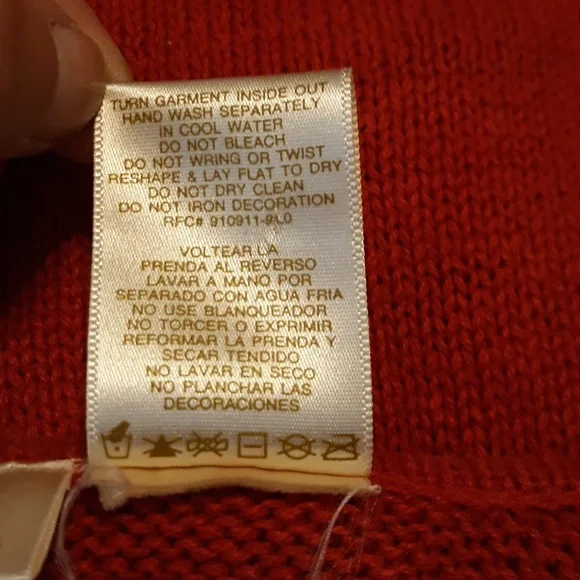 TURN GARMENT INSIDE OUT
HAND WASH SEPARATELY
IN COOL WATER
DO NOT BLEACH
DO NOT WRING OR TWIST
RESHAPE & LAY FLAT TO DRY
DO NOT DRY CLEAN
DO NOT IRON DECORATION
RFC# 910911-9L0
VOLTEAR LA
PRENDA AL REVERSO
LAVAR A MANO POR
SEPARADO CON AGUA FRIA
NO USE BLANQUEADOR
NO TORCER O EXPRIMIR
REFORMAR LA PRENDA Y
SECAR TENDIDO
NO LAVAR EN SECO
NO PLANCHAR LAS
DECORACIONES